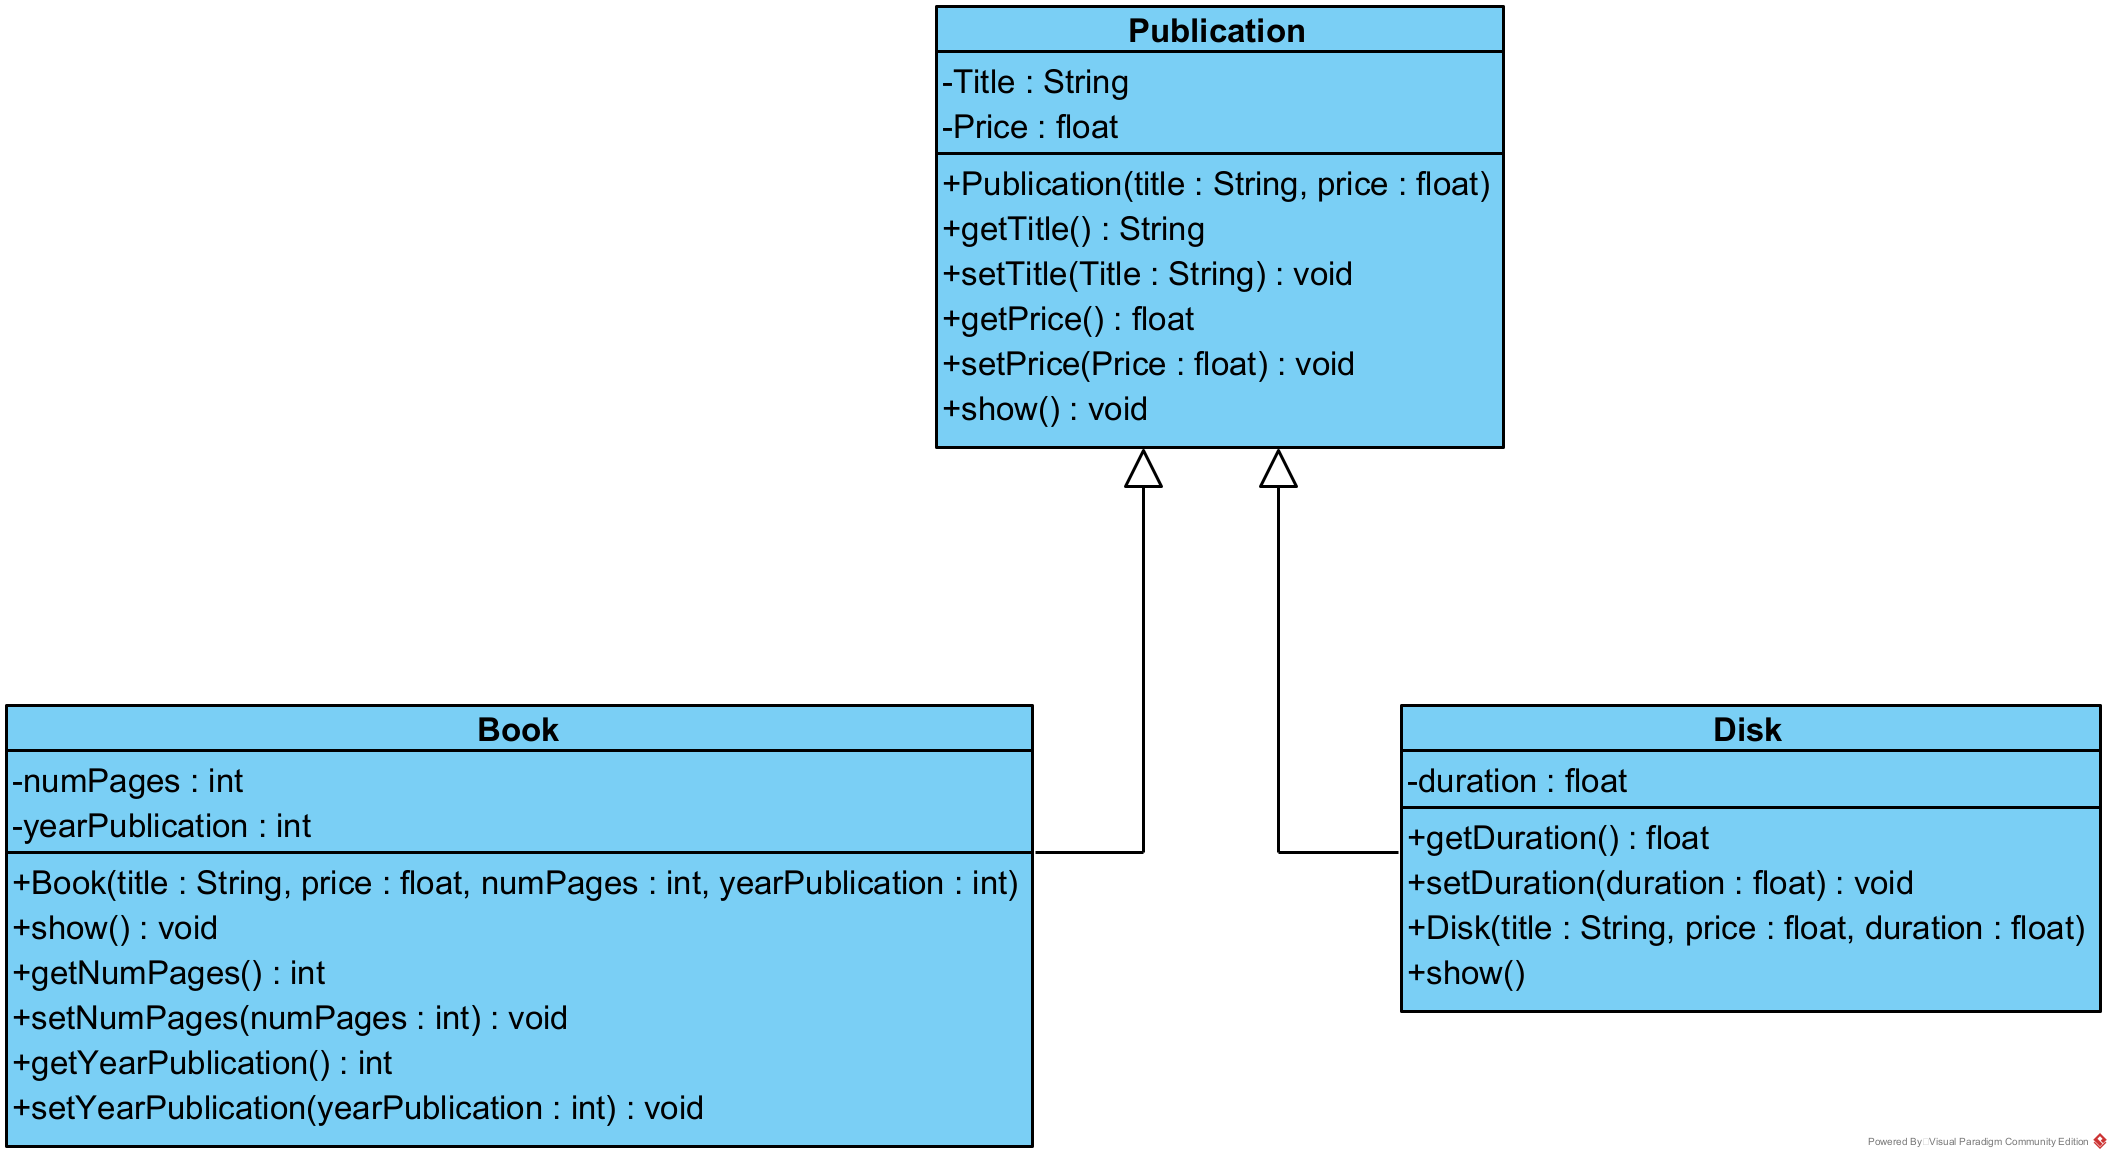 Publication
-Title : String
-Price : float
+Publication(title : String, price : float)
+getTitle() : String
+setTitle(Title : String) : void
+getPrice() : float
+setPrice(Price : float) : void
+show() : void
Book
-numPages : int
-yearPublication : int
+Book(title : String, price : float, numPages : int, yearPublication : int)
+show() : void
+getNumPages() : int
+setNumPages(numPages : int) : void
+getYearPublication() : int
+setYearPublication(yearPublication : int) : void
Disk
-duration : float
+getDuration() : float
+setDuration(duration : float) : void
+Disk(title : String, price : float, duration : float)
+show()
Powered By Visual Paradigm Community Edition